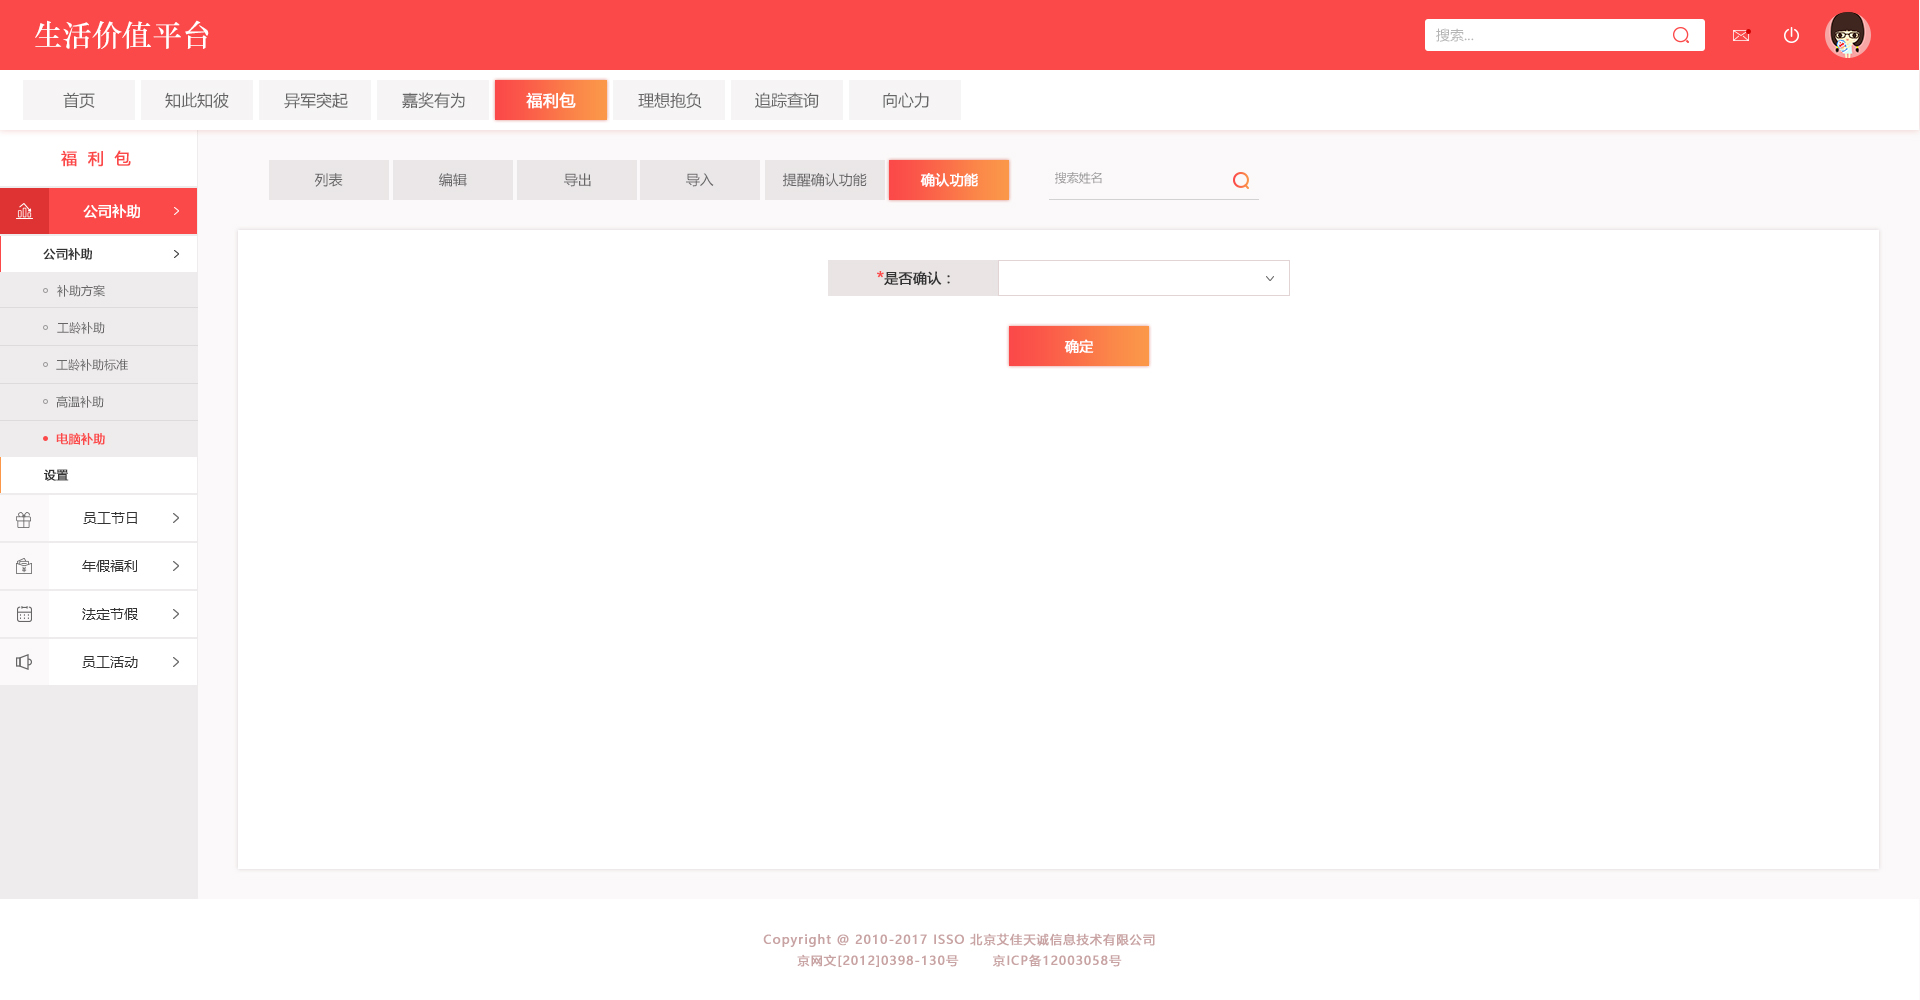 生活价值平台
搜索...
首页 知此知彼 异军突起 嘉奖有为 福利包 理想抱负 追踪查询 向心力
福利包
列表 编辑 导出 导入 提醒确认功能 确认功能 搜索姓名
公司补助
公司补助
*是否确认：
补助方案
工龄补助
确定
工龄补助标准
高温补助
电脑补助
设置
员工节日
年假福利
法定节假
员工活动
Copyright @ 2010-2017 ISSO 北京艾佳天诚信息技术有限公司
京网文[2012]0398-130号 京ICP备12003058号